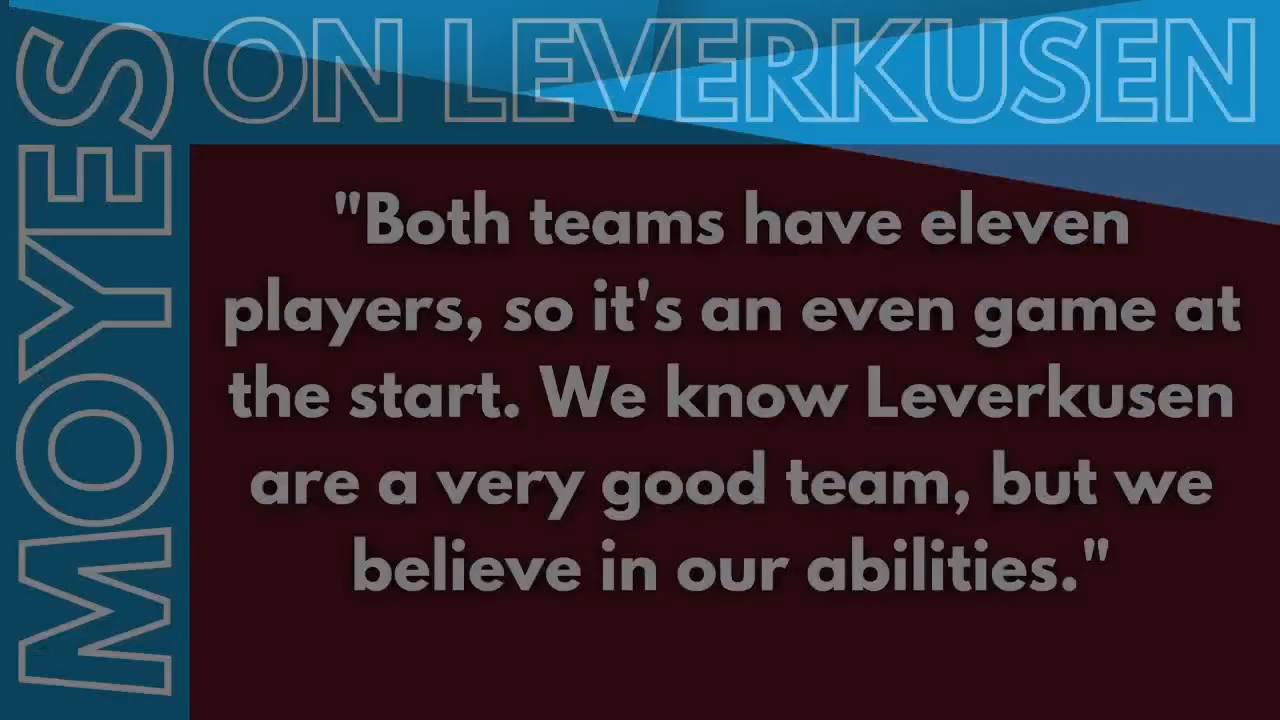 MOYES
ON LEVERKUSEN
"Both teams have eleven
players, so it's an even game at
the start. We know Leverkusen
are a very good team, but we
believe in our abilities."